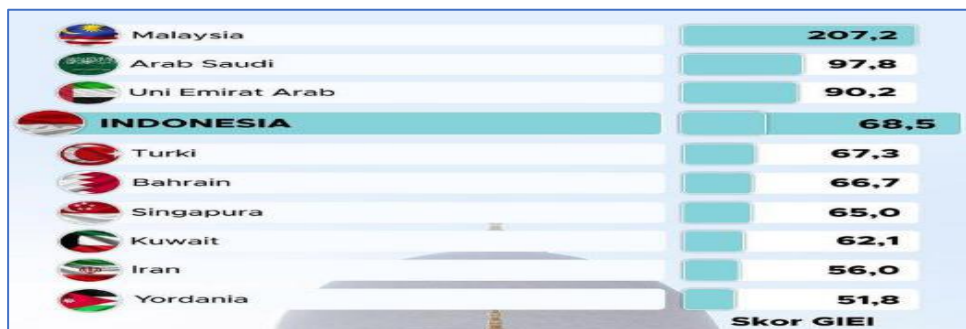 Malaysia 207,2
Arab Saudi 97,8
Uni Emirat Arab 90,2
INDONESIA 68,5
Turki 67,3
Bahrain 66,7
Singapura 65,0
Kuwait 62,1
Iran 56,0
Yordania 51,8
Skor GIEI